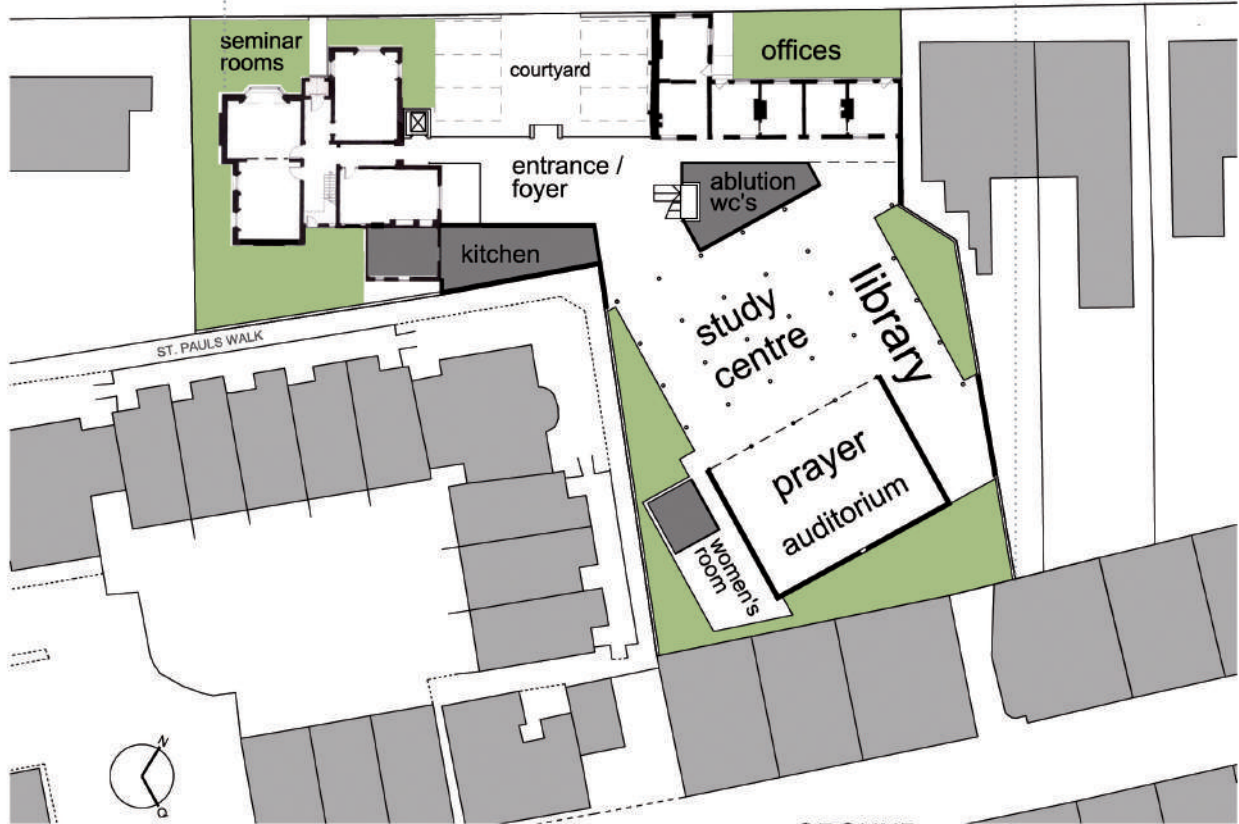 seminar
rooms
courtyard
offices
entrance /
foyer
ablution
wc's
kitchen
library
study
centre
ST. PAULS WALK
prayer
auditorium
women's
room
N
Q